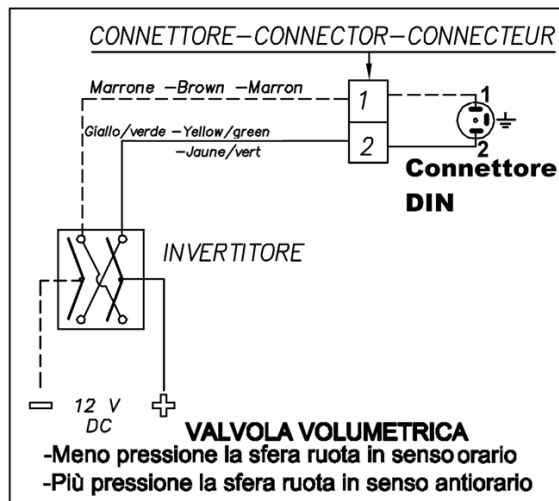 CONNETTORE-CONNECTOR-CONNECTEUR
Marrone -Brown -Marron
1
1
Giallo/verde -Yellow/green
-Jaune/vert
2
2
Connettore
DIN
INVERTITORE
- 12 V +
DC
VALVOLA VOLUMETRICA
-Meno pressione la sfera ruota in senso orario
-Più pressione la sfera ruota in senso antiorario